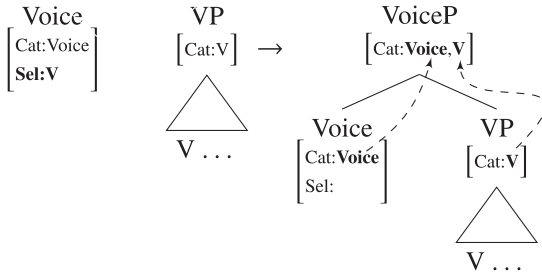 Voice VP VoiceP
[Cat:Voice Sel:V] [Cat:V] → [Cat:Voice,V]
V . . .
Voice VP
[Cat:Voice Sel:] [Cat:V]
V . . .